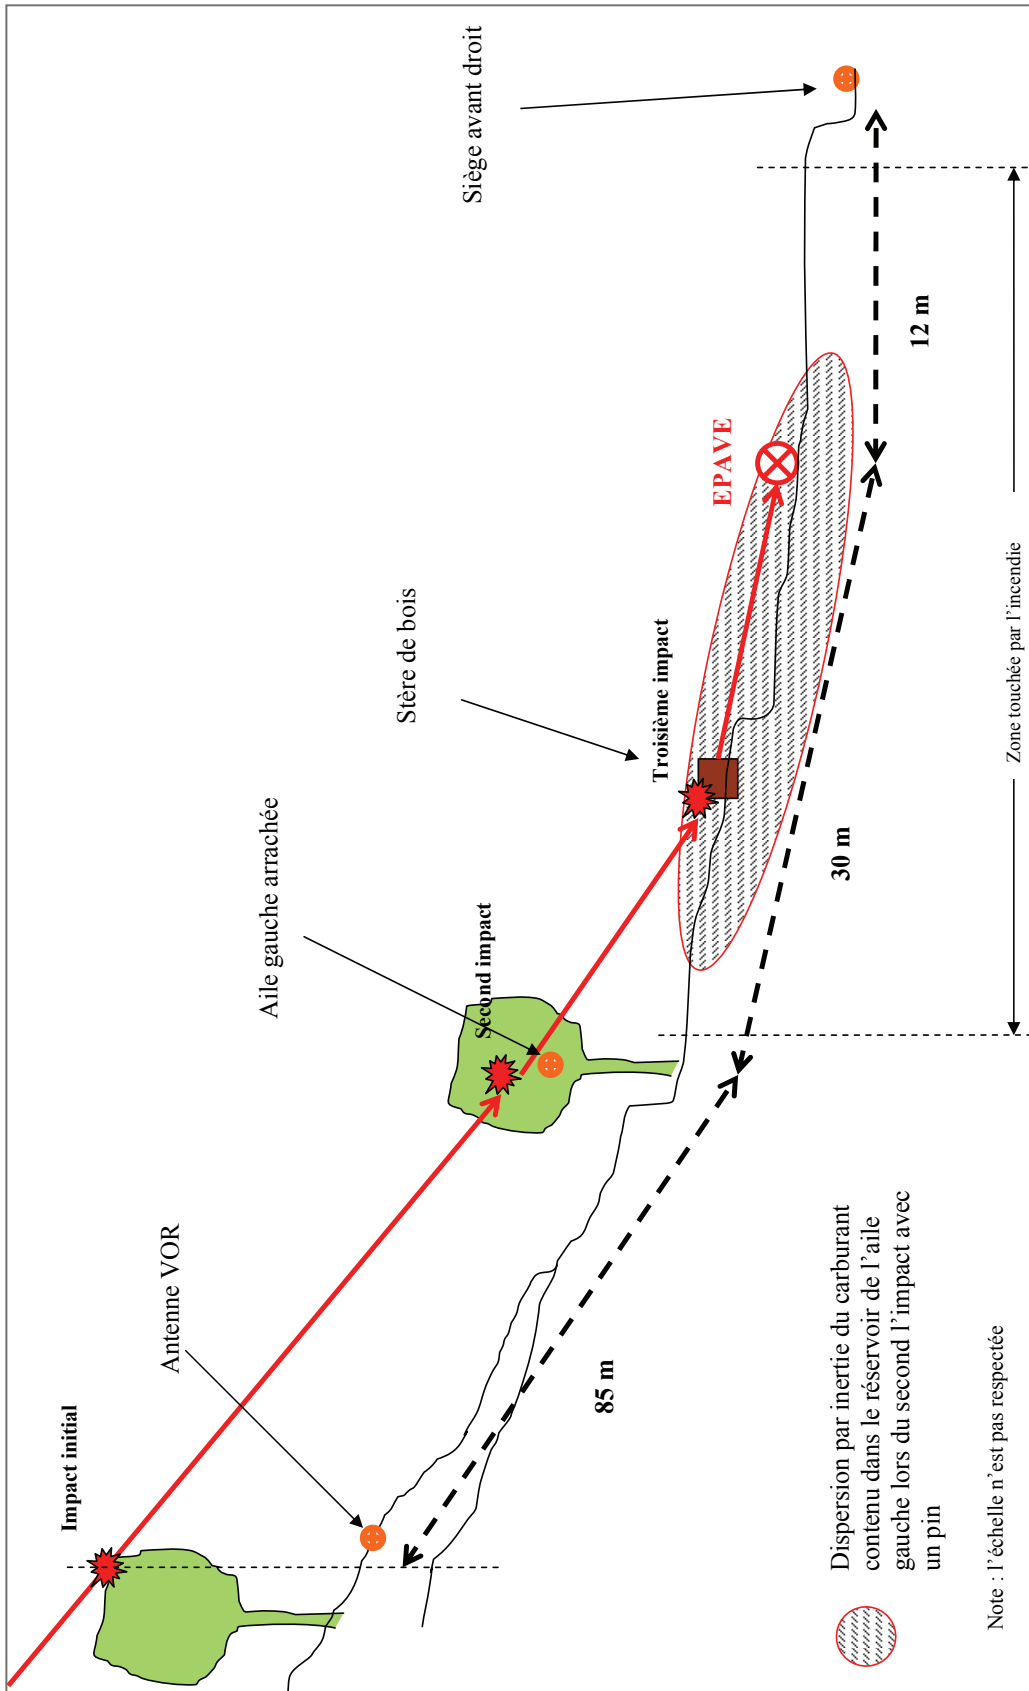 Impact initial
Antenne VOR
Aile gauche arrachée
Second impact
Stère de bois
Troisième impact
EPAVE
Siège avant droit
85 m
30 m
12 m
Zone touchée par l'incendie
Dispersion par inertie du carburant
contenu dans le réservoir de l'aile
gauche lors du second l'impact avec
un pin
Note : l'échelle n'est pas respectée